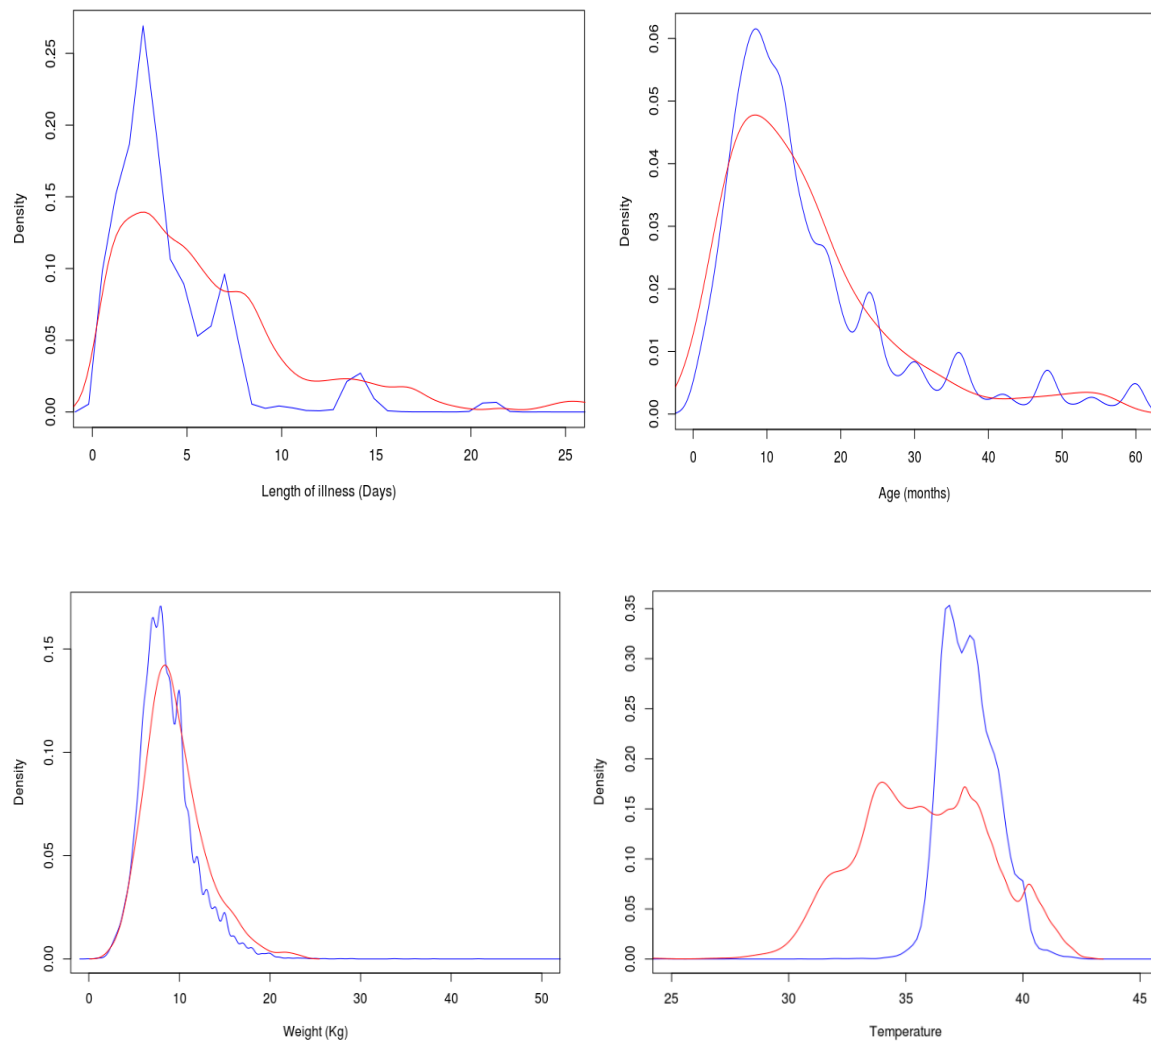 Density
0.00 0.05 0.10 0.15 0.20 0.25
0 5 10 15 20 25
Length of illness (Days)
Density
0.00 0.01 0.02 0.03 0.04 0.05 0.06
0 10 20 30 40 50 60
Age (months)
Density
0.00 0.05 0.10 0.15
0 10 20 30 40 50
Weight (Kg)
Density
0.00 0.05 0.10 0.15 0.20 0.25 0.30 0.35
25 30 35 40 45
Temperature